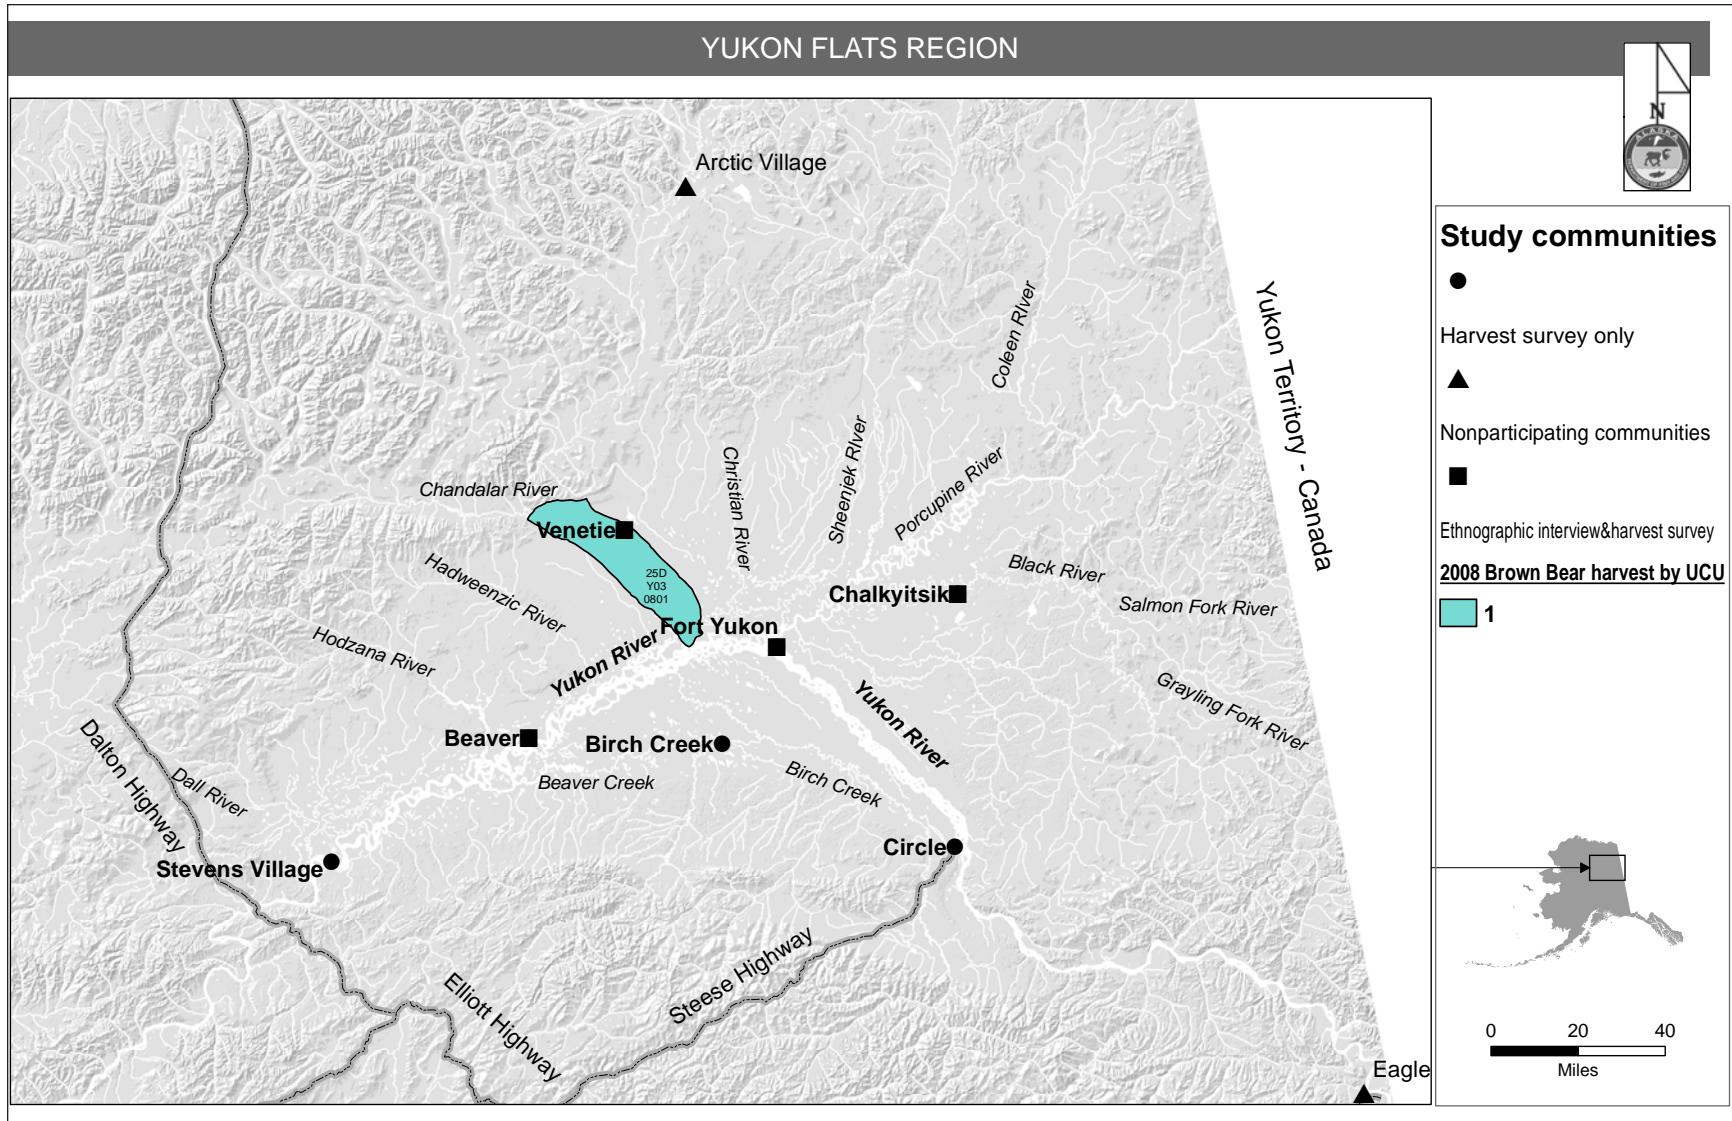 YUKON FLATS REGION
N
ALASKA
Arctic Village
Coleen RIver
Yukon Territory - Canada
Chandalar River
Christian River
Sheenjek RIver
Porcupine River
Venetie
Hadweenzic River
25D
Y03
0801
Chalkyitsik
Black River
Salmon Fork River
Fort Yukon
Hodzana River
Yukon River
Yukon River
Grayling Fork River
Beaver
Birch Creek
Beaver Creek
Birch Creek
Dalton Highway
Dall River
Stevens Village
Circle
Steese Highway
Elliott Highway
Eagle
Study communities
Harvest survey only
Nonparticipating communities
Ethnographic interview&harvest survey
2008 Brown Bear harvest by UCU
1
0 20 40
Miles